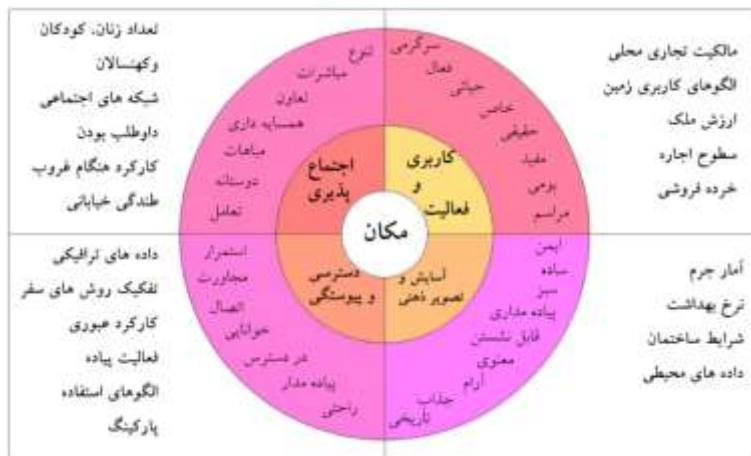 مالکیت تجاری محلی
الگوهای کاربری زمین
ارزش ملک
سطوح اجاره
خرده فروشی
سرگرمی
فعال
حیاتی
خاص
حقیقی
مفید
بومی
مراسم
کاربری
و
فعالیت
تعداد زنان، کودکان
وکهنسالان
شبکه های اجتماعی
داوطلب بودن
کارکرد هنگام غروب
طندگی خیابانی
تنوع
مباشرات
تعاون
همسایه داری
مباهات
دوستانه
تعامل
اجتماع
پذیری
مکان
آمار جرم
نرخ بهداشت
شرایط ساختمان
داده های محیطی
ایمن
ساده
سبز
پیاده مداری
قابل نشستن
معنوی
آرام
جذاب
تاریخی
آسایش و
تصویر ذهنی
داده های ترافیکی
تفکیک روش های سفر
کارکرد عبوری
فعالیت پیاده
الگوهای استفاده
پارکینگ
استمرار
مجاورت
اتصال
خوانایی
در دسترس
پیاده مدار
راحتی
دسترسی
و پیوستگی